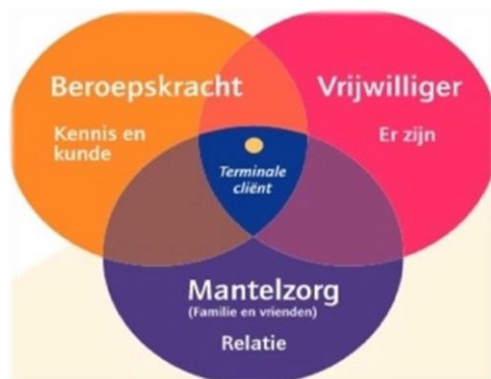 Beroepskracht
Kennis en
kunde
Vrijwilliger
Er zijn
Terminale
cliënt
Mantelzorg
(Familie en vrienden)
Relatie